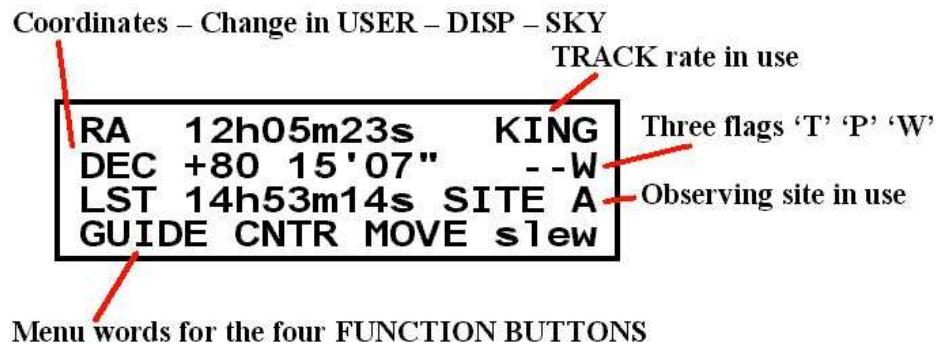 Coordinates – Change in USER – DISP – SKY
TRACK rate in use
RA 12h05m23s KING
Three flags ‘T’ ‘P’ ‘W’
DEC +80 15'07" --W
LST 14h53m14s SITE A
Observing site in use
GUIDE CNTR MOVE slew
Menu words for the four FUNCTION BUTTONS